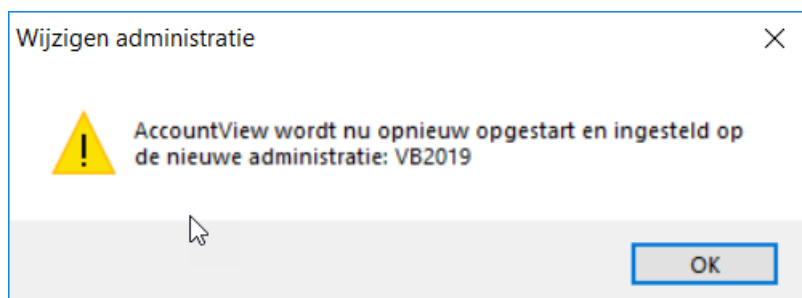 Wijzigen administratie
AccountView wordt nu opnieuw opgestart en ingesteld op
de nieuwe administratie: VB2019
OK